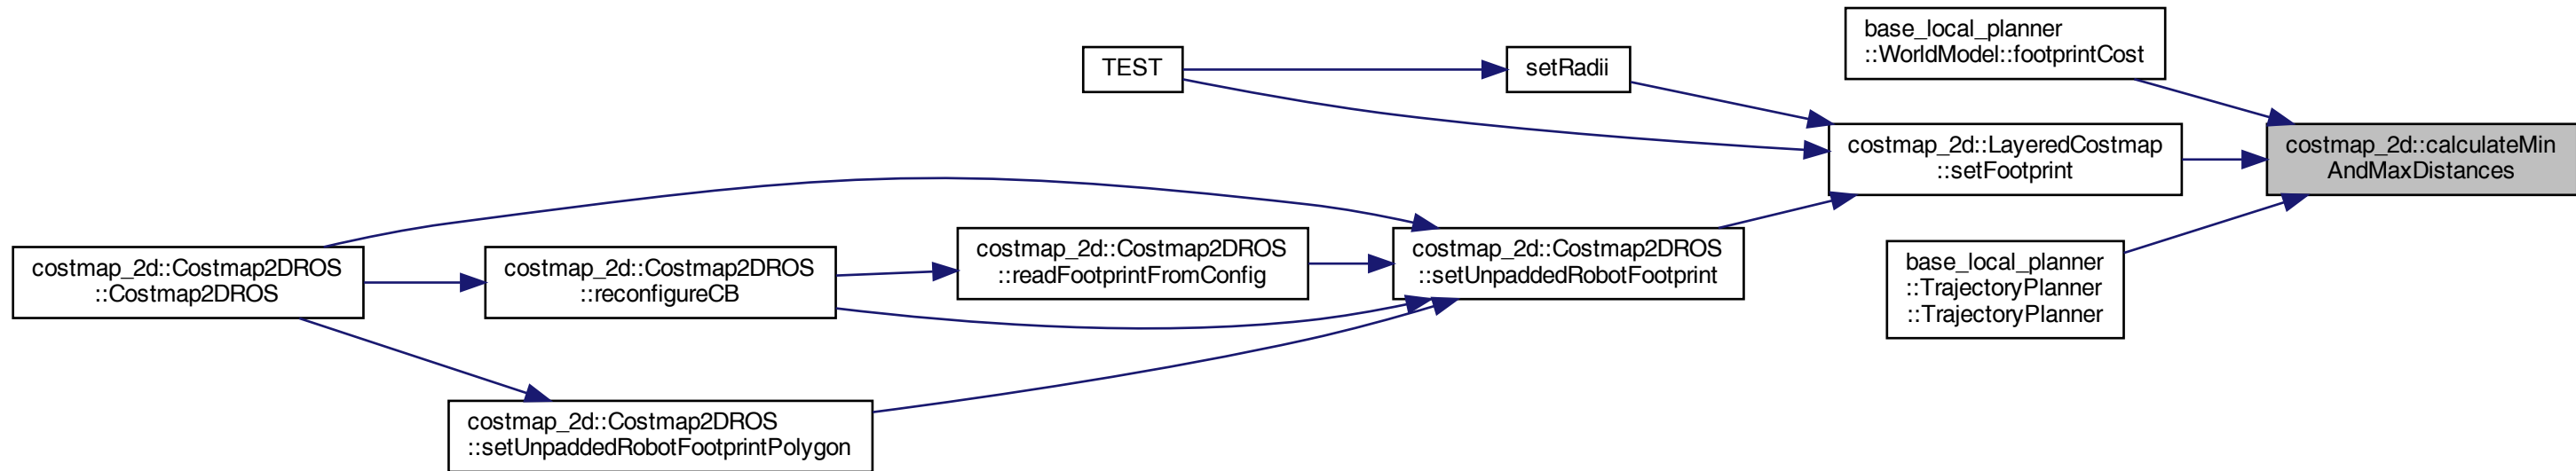 base_local_planner
::WorldModel::footprintCost
TEST
setRadii
costmap_2d::LayeredCostmap
::setFootprint
costmap_2d::calculateMin
AndMaxDistances
costmap_2d::Costmap2DROS
::Costmap2DROS
costmap_2d::Costmap2DROS
::reconfigureCB
costmap_2d::Costmap2DROS
::readFootprintFromConfig
costmap_2d::Costmap2DROS
::setUnpaddedRobotFootprint
base_local_planner
::TrajectoryPlanner
::TrajectoryPlanner
costmap_2d::Costmap2DROS
::setUnpaddedRobotFootprintPolygon